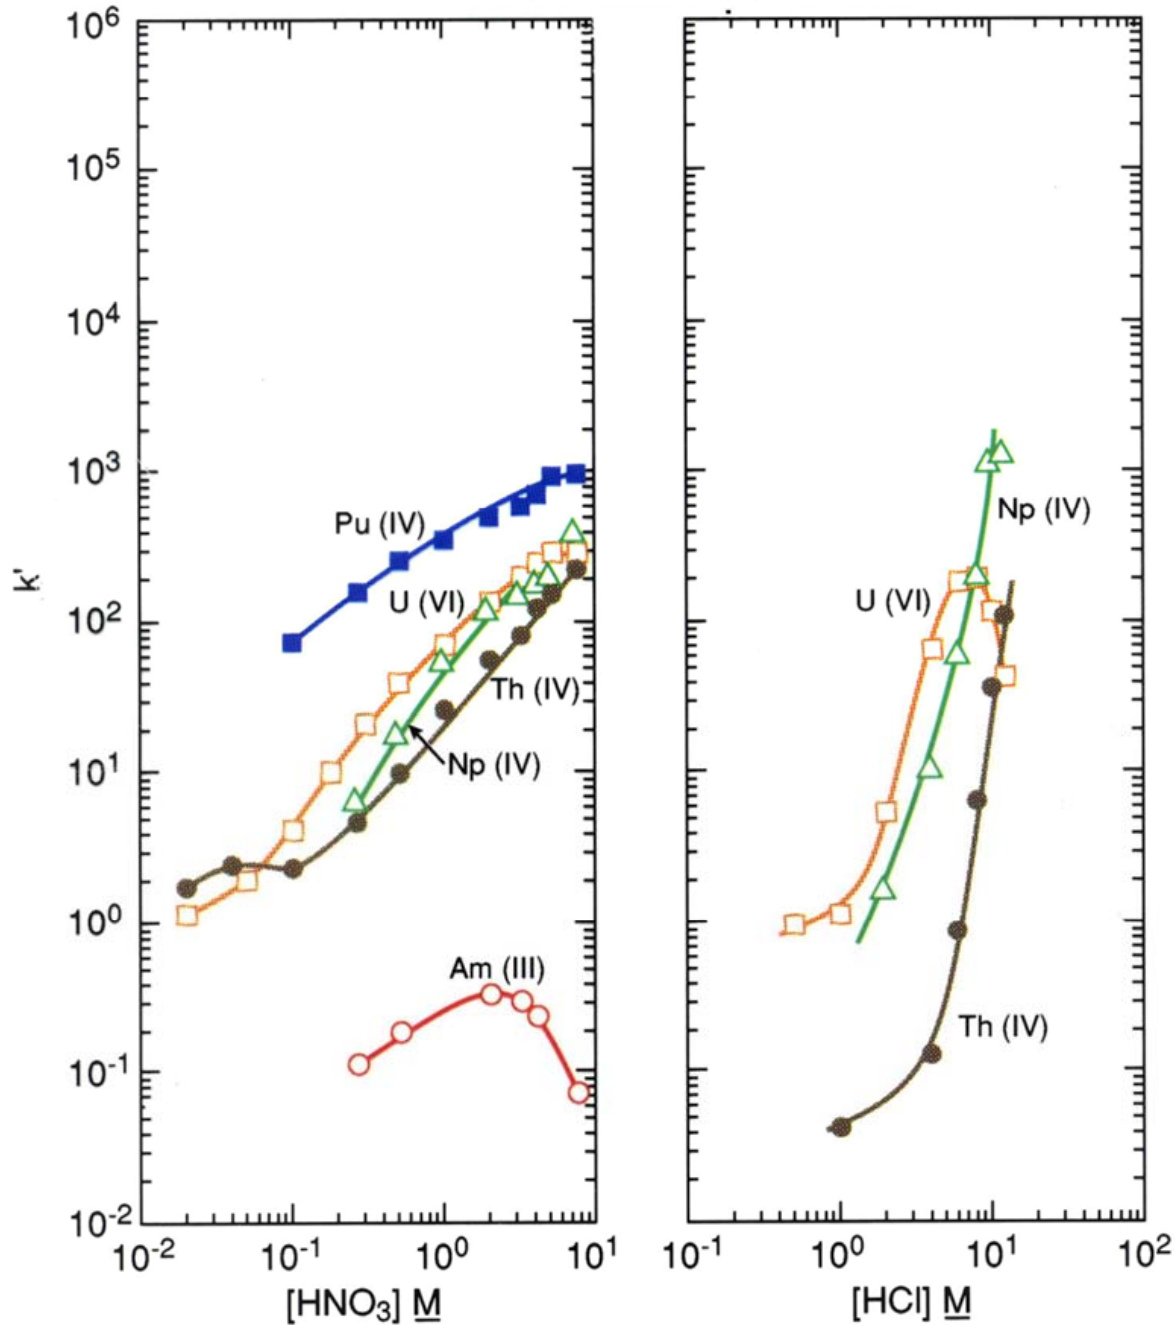 10^6
10^5
10^4
10^3
10^2
10^1
10^0
10^-1
10^-2
k'
Pu (IV)
U (VI)
Th (IV)
Np (IV)
Am (III)
10^-2
10^-1
10^0
10^1
[HNO₃] M
Np (IV)
U (VI)
Th (IV)
10^-1
10^0
10^1
10^2
[HCl] M